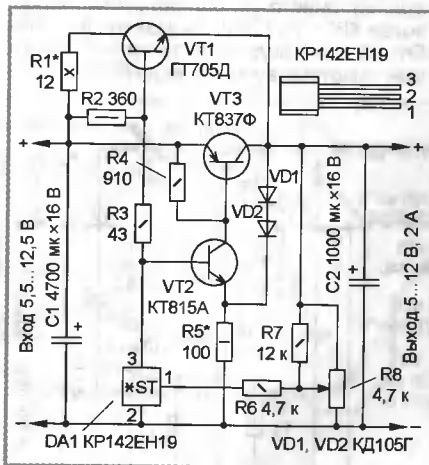 VT1
ГТ705Д
КР142ЕН19
3
2
1
R1*
12
R2 360
VT3
КТ837Ф
+
+
R4
910
VD1
VD2
R3
43
VT2
КТ815А
Вход 5,5... 12,5 В
С1 4700 мк ×16 В
+
R5*
100
R7
12 к
С2 1000 мк ×16 В
+
Выход 5... 12 В, 2 А
3
✱ST
1
2
R6 4,7 к
R8
4,7 к
−
−
DA1 КР142ЕН19
VD1, VD2 КД105Г